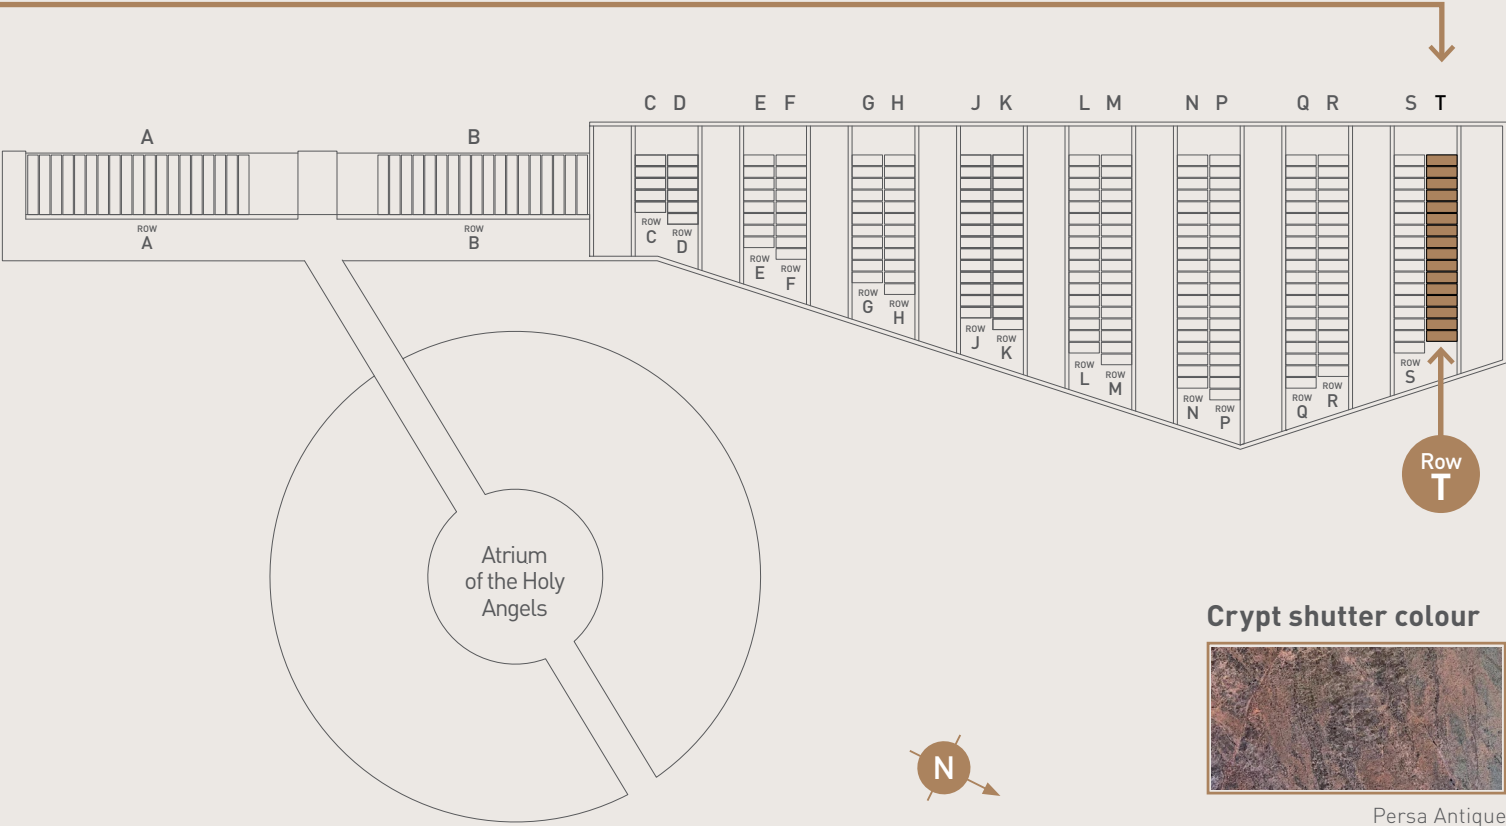 C D E F G H J K L M N P Q R S T
A B
ROW
A
ROW
B
ROW
C
ROW
D
ROW
E
ROW
F
ROW
G
ROW
H
ROW
J
ROW
K
ROW
L
ROW
M
ROW
N
ROW
P
ROW
Q
ROW
R
ROW
S
Row
T
Atrium
of the Holy
Angels
N
Crypt shutter colour
Persa Antique